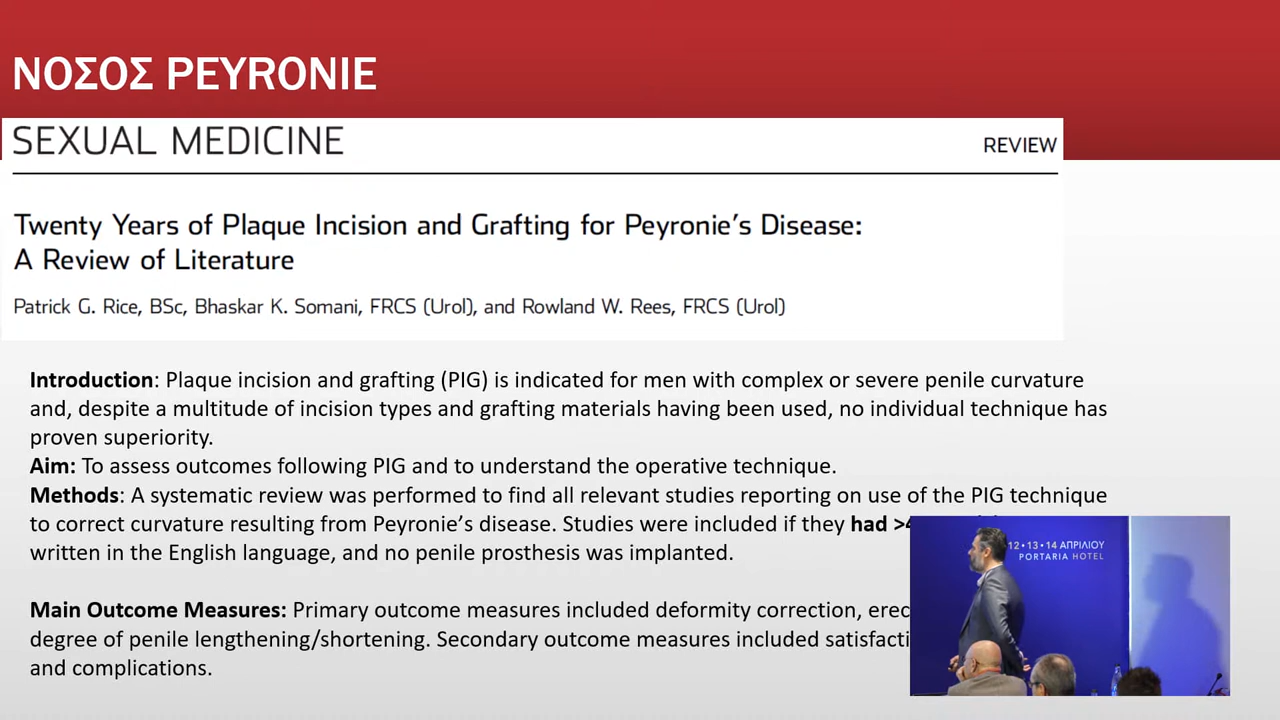 ΝΟΣΟΣ PEYRONIE
SEXUAL MEDICINE
REVIEW
Twenty Years of Plaque Incision and Grafting for Peyronie's Disease:
A Review of Literature
Patrick G. Rice, BSc, Bhaskar K. Somani, FRCS (Urol), and Rowland W. Rees, FRCS (Urol)
Introduction: Plaque incision and grafting (PIG) is indicated for men with complex or severe penile curvature
and, despite a multitude of incision types and grafting materials having been used, no individual technique has
proven superiority.
Aim: To assess outcomes following PIG and to understand the operative technique.
Methods: A systematic review was performed to find all relevant studies reporting on use of the PIG technique
to correct curvature resulting from Peyronie's disease. Studies were included if they had
written in the English language, and no penile prosthesis was implanted.
Main Outcome Measures: Primary outcome measures included deformity correction,
degree of penile lengthening/shortening. Secondary outcome measures included
and complications.
12•13•14 ΑΠΡΙΛΙΟΥ
PORTARIA HOTEL